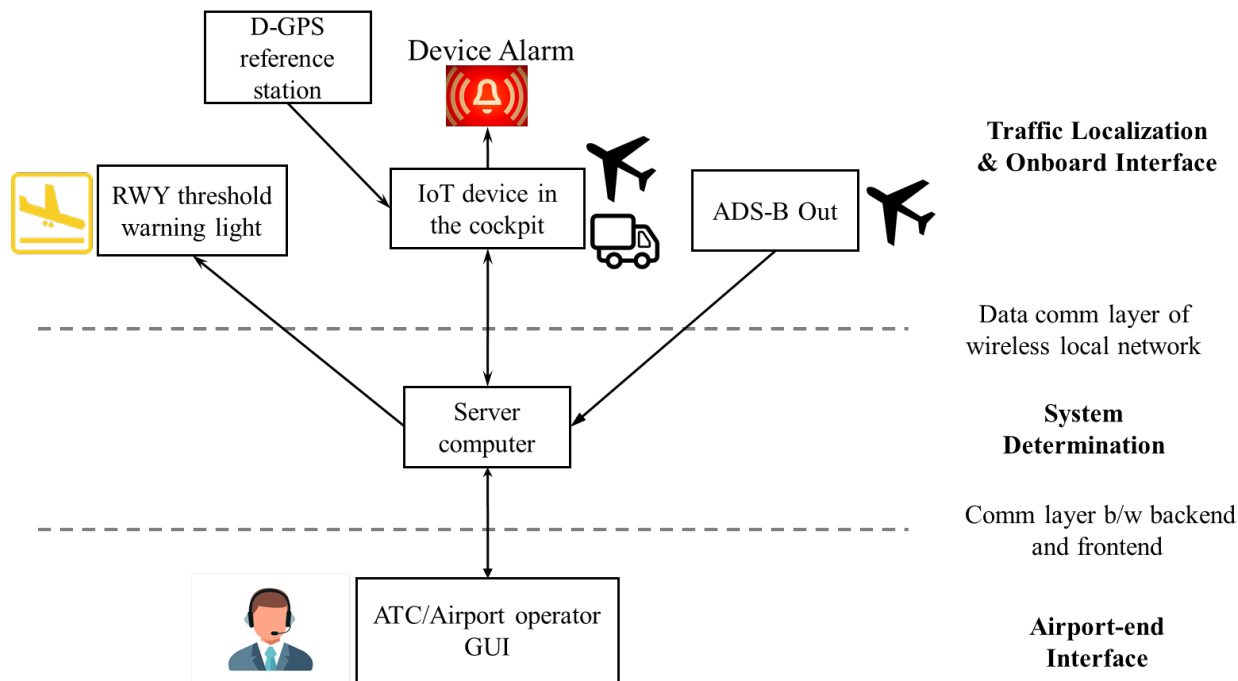 D-GPS
reference
station
Device Alarm
RWY threshold
warning light
IoT device in
the cockpit
ADS-B Out
Traffic Localization
& Onboard Interface
Data comm layer of
wireless local network
Server
computer
System
Determination
Comm layer b/w backend
and frontend
ATC/Airport operator
GUI
Airport-end
Interface